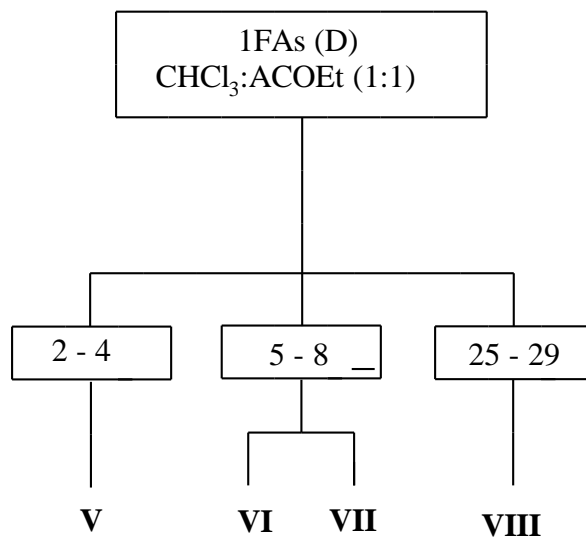 1FAs (D)
CHCl₃:ACOEt (1:1)
2 - 4
5 - 8 _
25 - 29
V
VI
VII
VIII